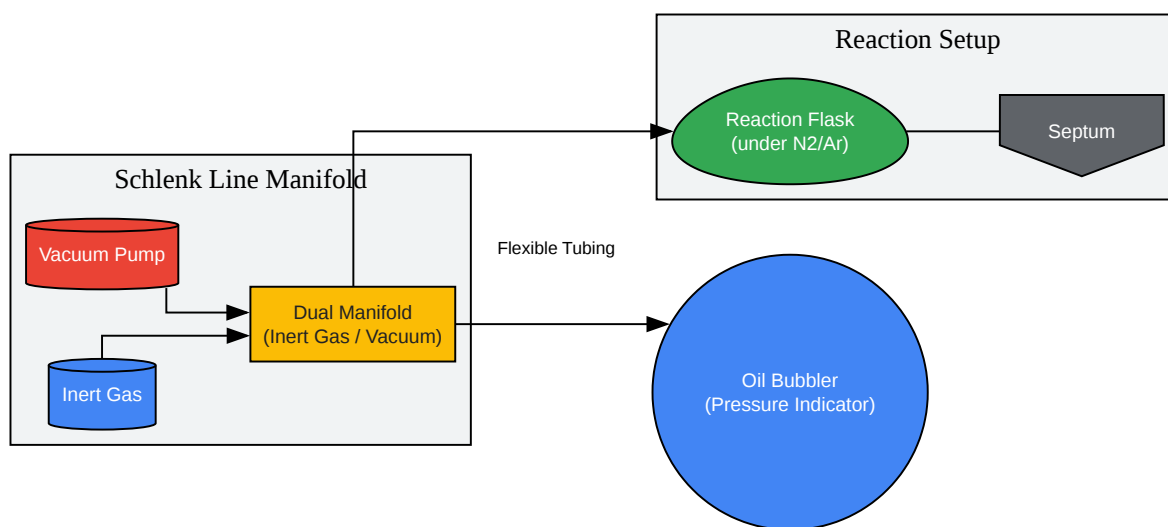 Reaction Setup
Reaction Flask
(under N2/Ar)
Septum
Schlenk Line Manifold
Vacuum Pump
Flexible Tubing
Dual Manifold
(Inert Gas / Vacuum)
Inert Gas
Oil Bubbler
(Pressure Indicator)